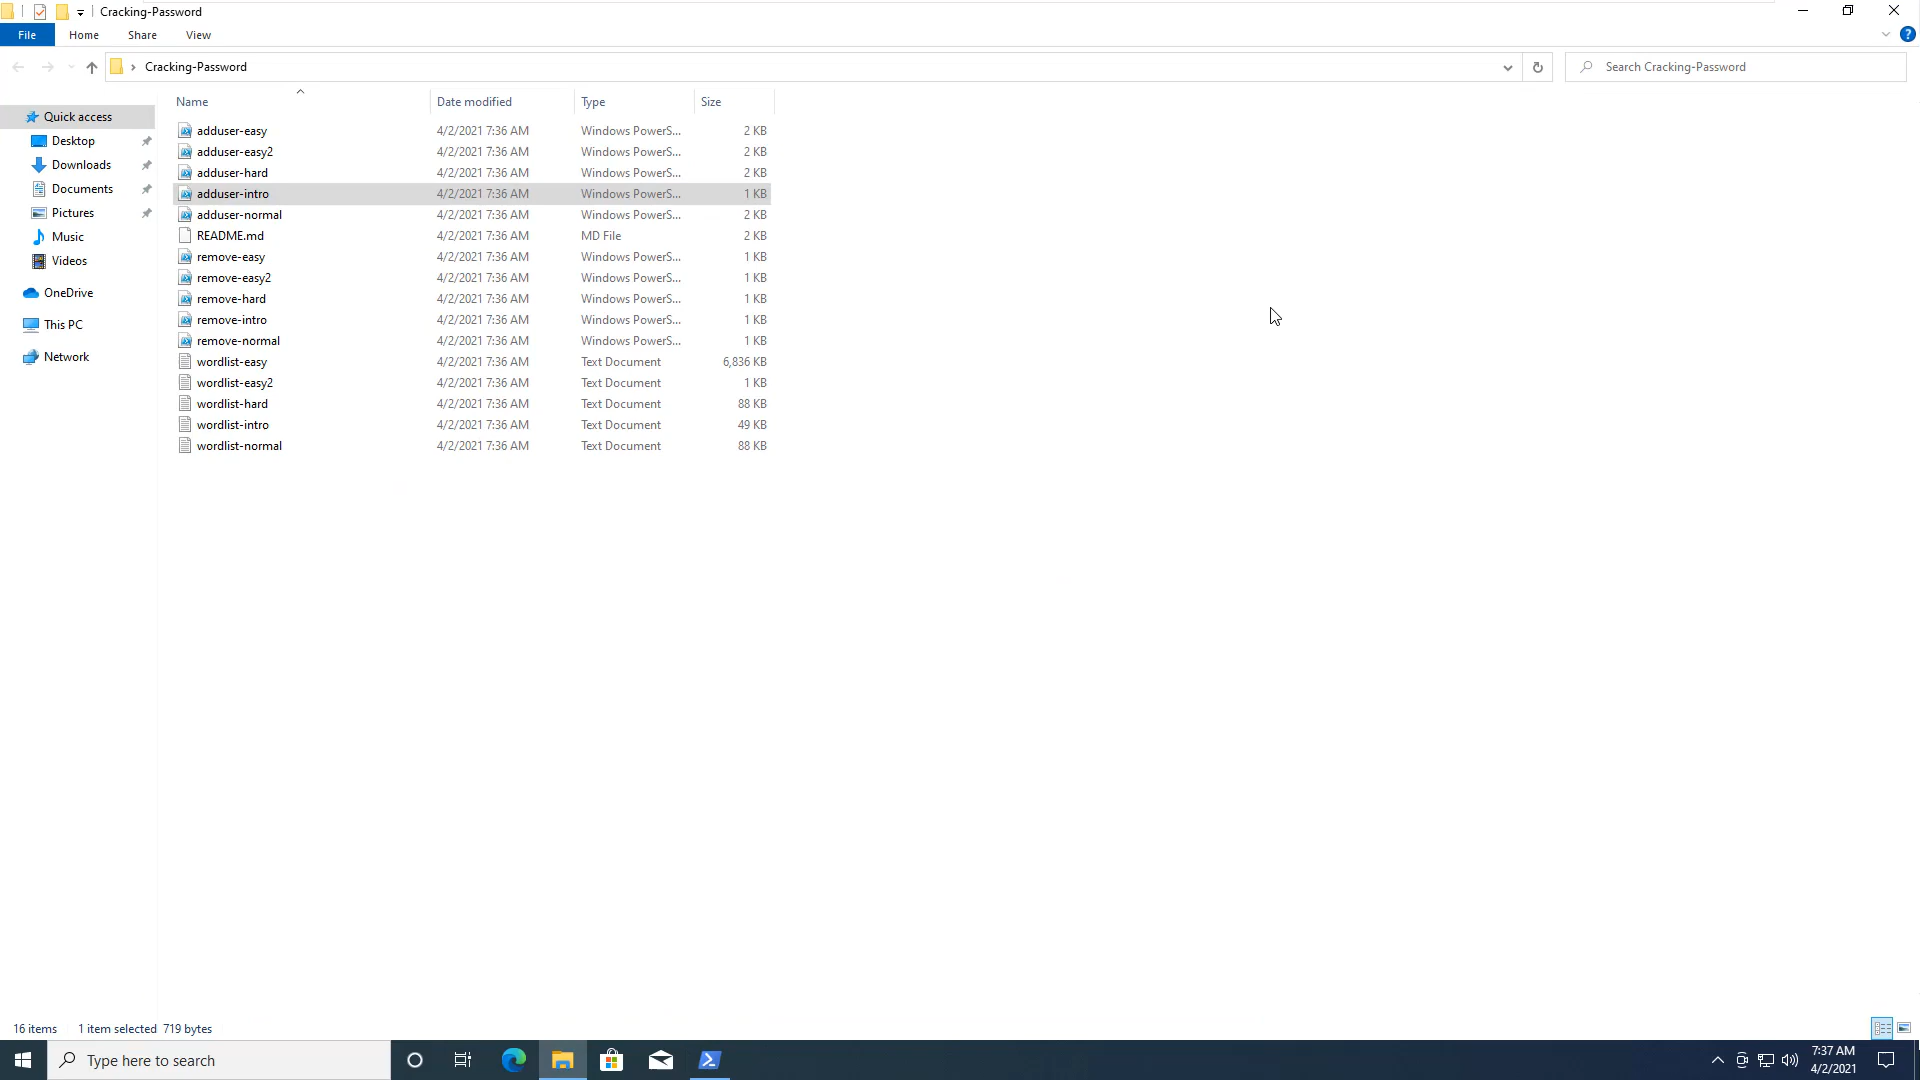 Cracking-Password
File Home Share View
Cracking-Password
Search Cracking-Password
Name Date modified Type Size
Quick access
Desktop
Downloads
Documents
Pictures
Music
Videos
OneDrive
This PC
Network
adduser-easy 4/2/2021 7:36 AM Windows PowerS... 2 KB
adduser-easy2 4/2/2021 7:36 AM Windows PowerS... 2 KB
adduser-hard 4/2/2021 7:36 AM Windows PowerS... 2 KB
adduser-intro 4/2/2021 7:36 AM Windows PowerS... 1 KB
adduser-normal 4/2/2021 7:36 AM Windows PowerS... 2 KB
README.md 4/2/2021 7:36 AM MD File 2 KB
remove-easy 4/2/2021 7:36 AM Windows PowerS... 1 KB
remove-easy2 4/2/2021 7:36 AM Windows PowerS... 1 KB
remove-hard 4/2/2021 7:36 AM Windows PowerS... 1 KB
remove-intro 4/2/2021 7:36 AM Windows PowerS... 1 KB
remove-normal 4/2/2021 7:36 AM Windows PowerS... 1 KB
wordlist-easy 4/2/2021 7:36 AM Text Document 6,836 KB
wordlist-easy2 4/2/2021 7:36 AM Text Document 1 KB
wordlist-hard 4/2/2021 7:36 AM Text Document 88 KB
wordlist-intro 4/2/2021 7:36 AM Text Document 49 KB
wordlist-normal 4/2/2021 7:36 AM Text Document 88 KB
16 items 1 item selected 719 bytes
Type here to search
7:37 AM
4/2/2021